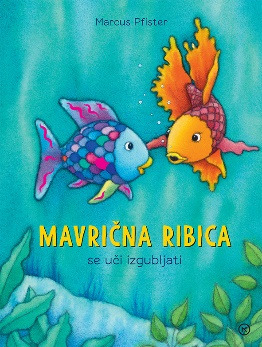 Marcus Pfister
MAVRIČNA RIBICA
se uči izgubljati